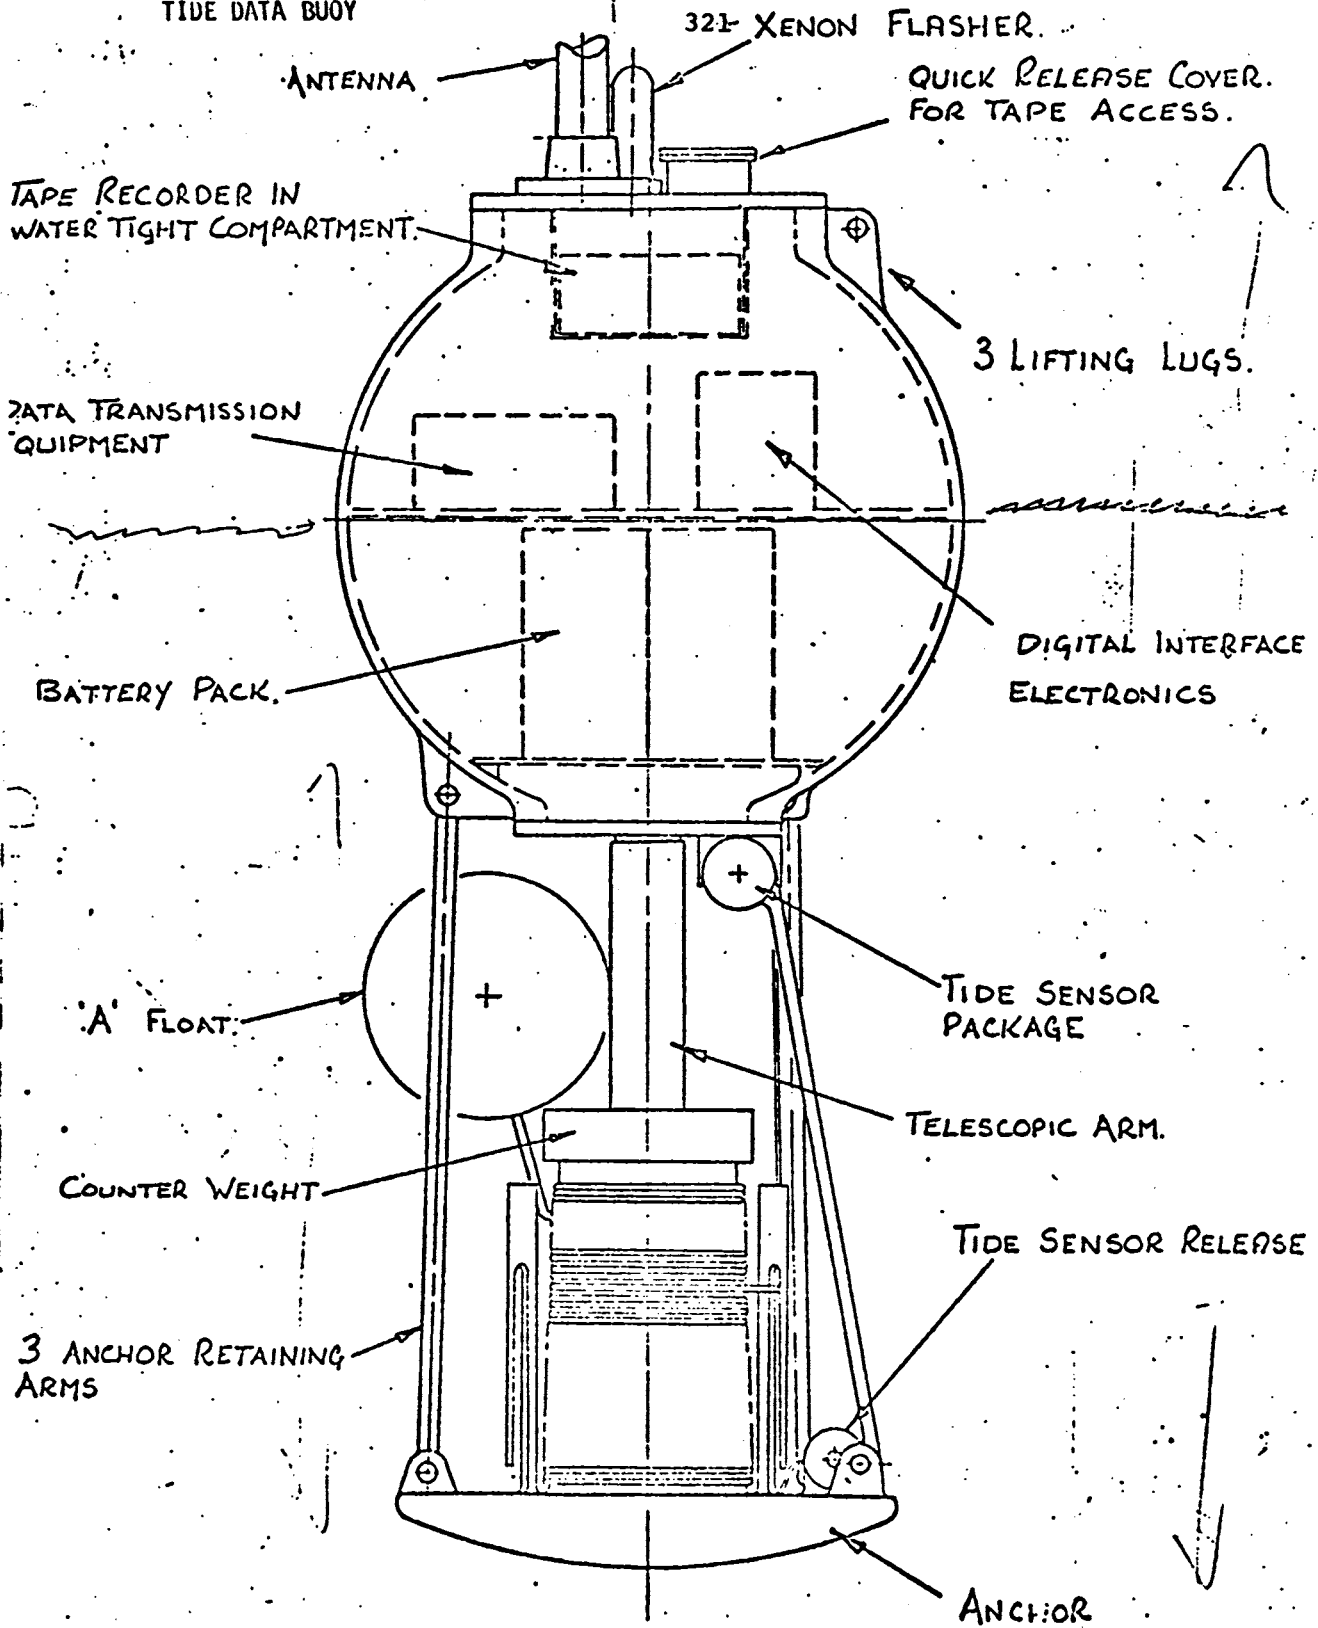 TIDE DATA BUOY
321-
XENON FLASHER.
ANTENNA
QUICK RELEASE COVER.
FOR TAPE ACCESS.
TAPE RECORDER IN
WATER TIGHT COMPARTMENT.
3 LIFTING LUGS.
DATA TRANSMISSION
QUIPMENT
DIGITAL INTERFACE
ELECTRONICS
BATTERY PACK.
'A' FLOAT.
TIDE SENSOR
PACKAGE
TELESCOPIC ARM.
COUNTER WEIGHT
TIDE SENSOR RELEASE
3 ANCHOR RETAINING
ARMS
ANCHOR